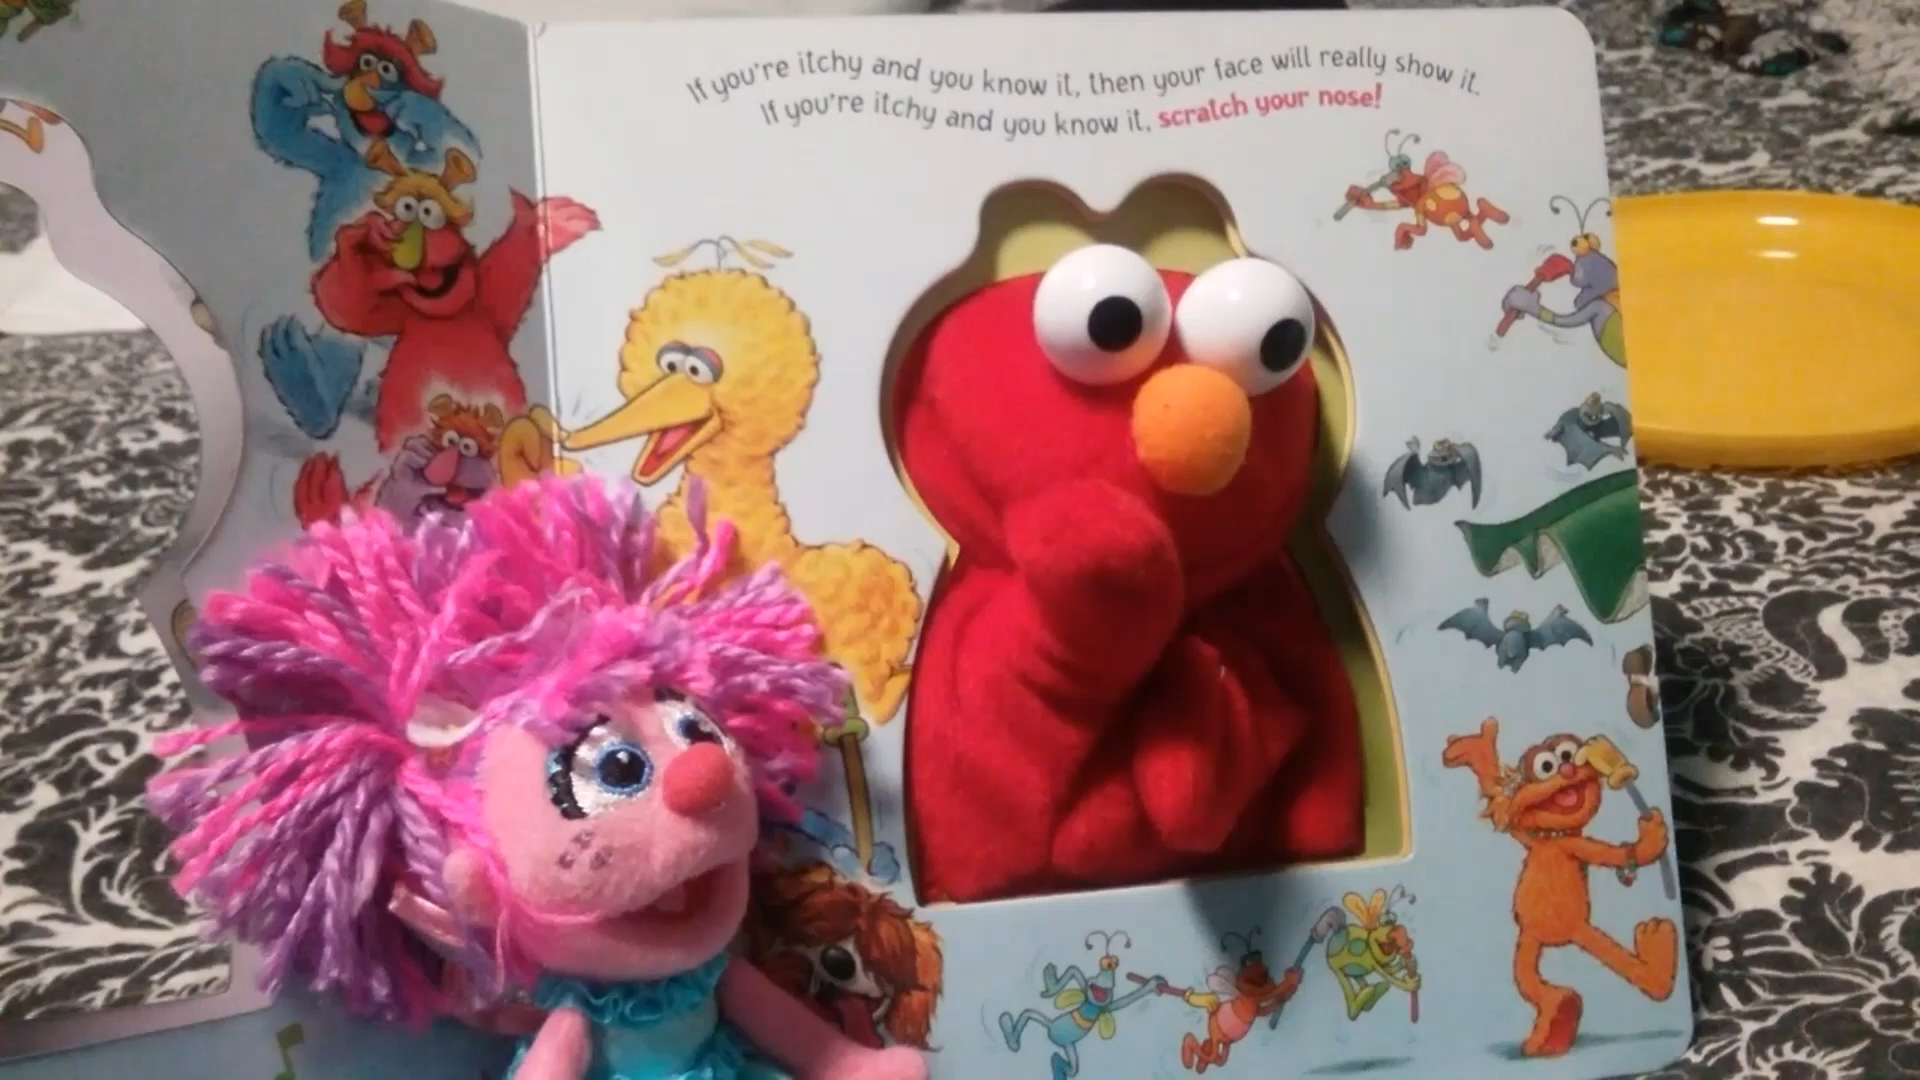 If you're itchy and you know it, then your face will really show it.
If you're itchy and you know it, scratch your nose!